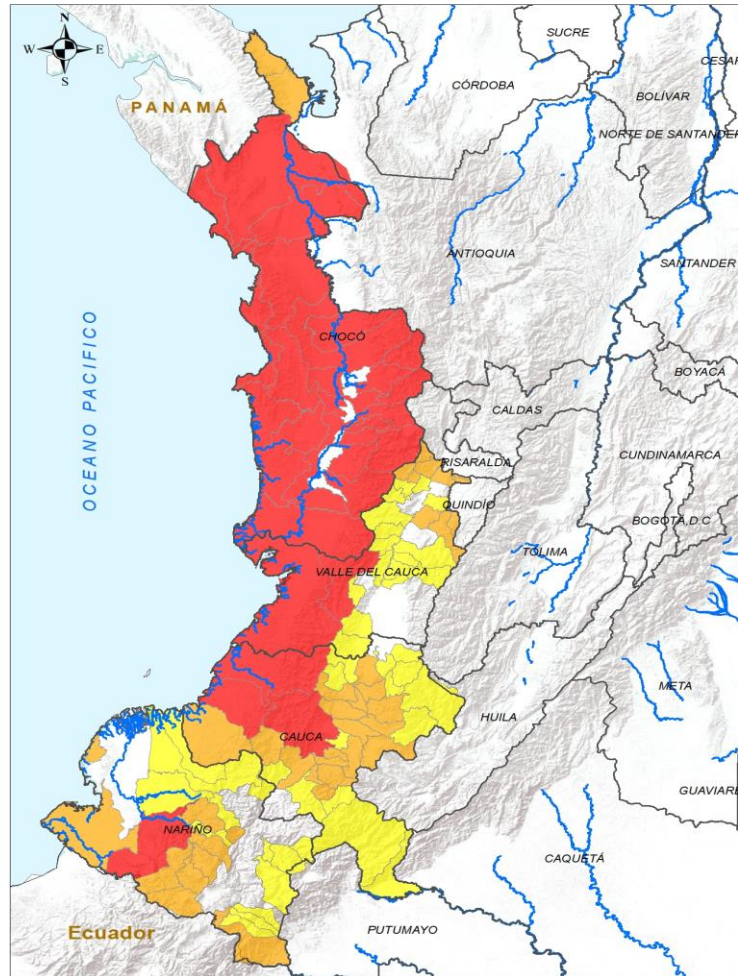 N
W E
S
SUCRE
CESAR
CÓRDOBA
BOLÍVAR
PANAMÁ
NORTE DE SANTANDER
ANTIOQUIA
SANTANDER
OCEANO PACIFICO
CHOCÓ
BOYACÁ
CALDAS
CUNDINAMARCA
RISARALDA
QUINDÍO
BOGOTÁ, D.C
TOLIMA
VALLE DEL CAUCA
META
HUILA
CAUCA
GUAVIARE
NARIÑO
CAQUETÁ
Ecuador
PUTUMAYO